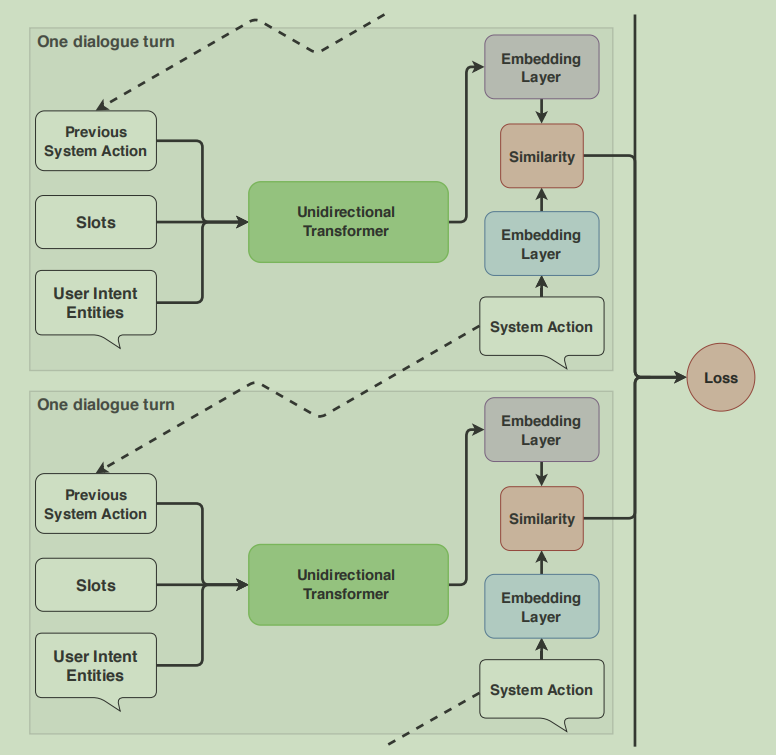 One dialogue turn
Embedding
Layer
Previous
System Action
Similarity
Slots
Unidirectional
Transformer
Embedding
Layer
User Intent
Entities
System Action
Loss
One dialogue turn
Embedding
Layer
Previous
System Action
Similarity
Slots
Unidirectional
Transformer
Embedding
Layer
User Intent
Entities
System Action